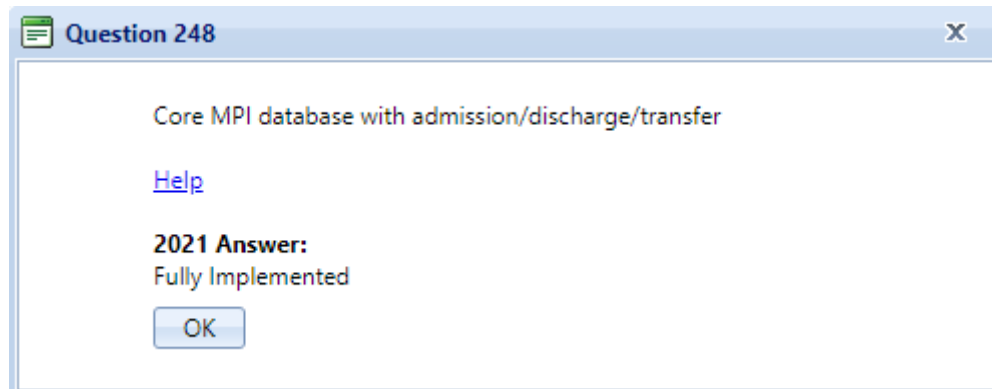 Question 248
Core MPI database with admission/discharge/transfer
Help
2021 Answer:
Fully Implemented
OK